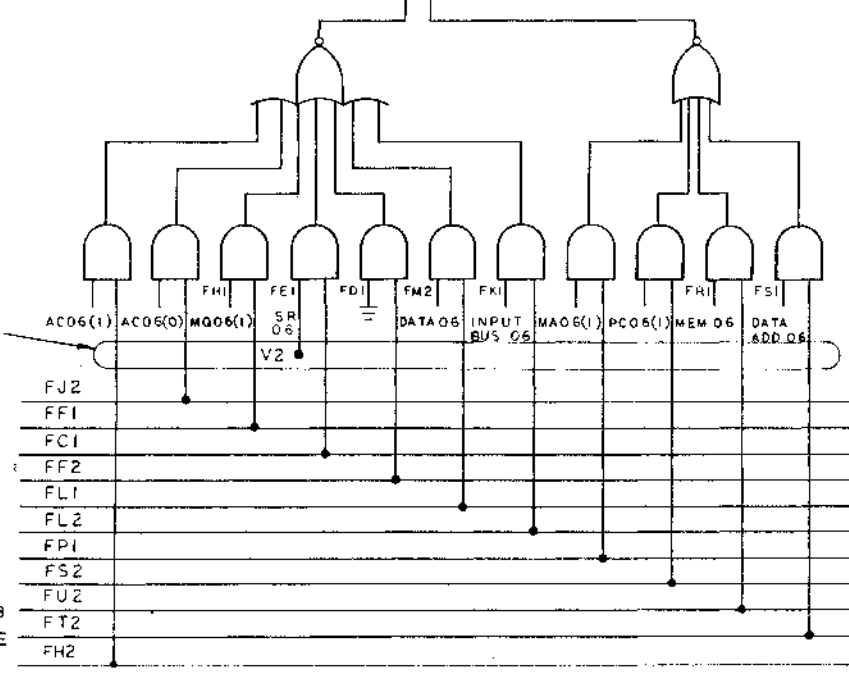 FH1 FE1 FD1 FM2 FK1 FR1 FS1
AC06(1) AC06(0) MQ06(1) SR 06 DATA 06 INPUT BUS 06 MA06(1) PC06(1) MEM 06 DATA ADD 06
V2
FJ2
FF1
FC1
FF2
FL1
FL2
FP1
FS2
FU2
FT2
FH2